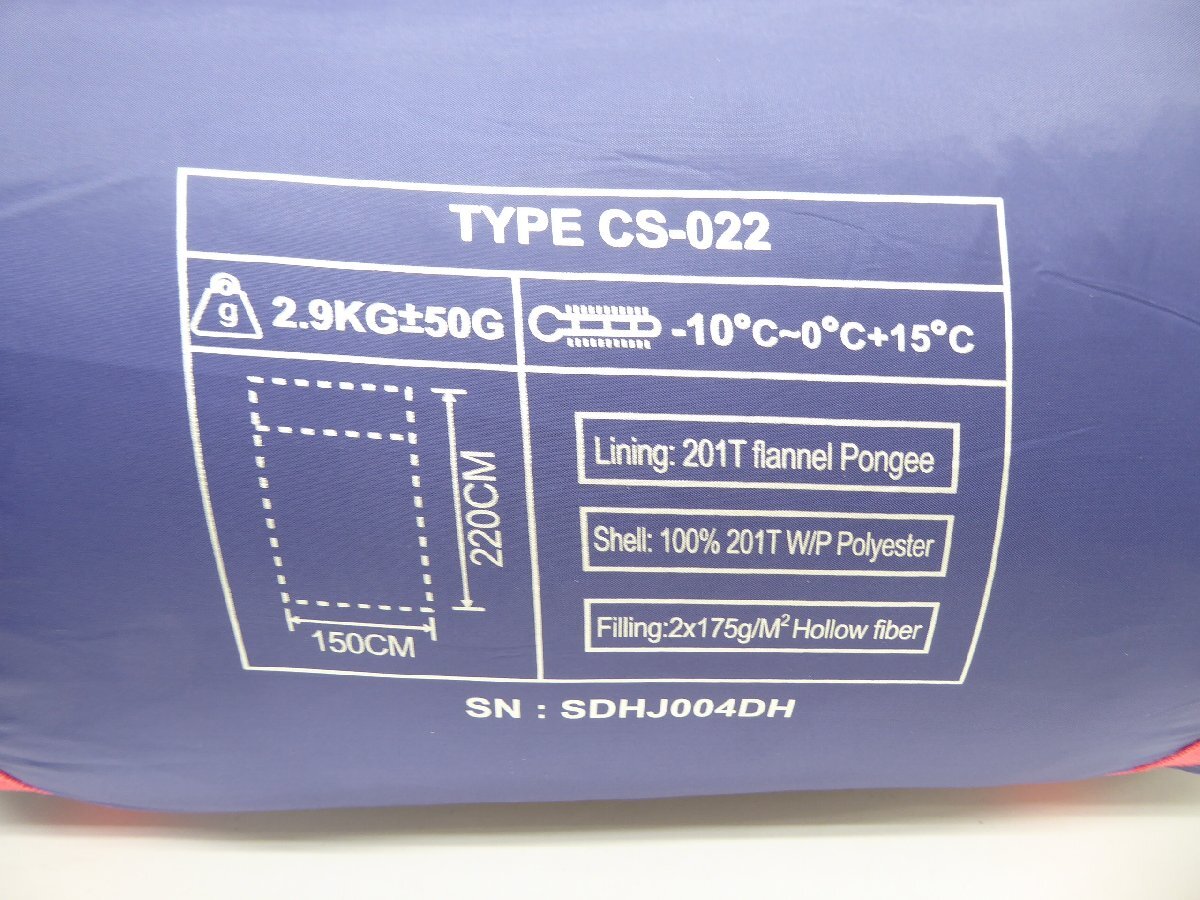 TYPE CS-022
g 2.9KG±50G
-10°C~0°C+15°C
220CM
150CM
Lining: 201T flannel Pongee
Shell: 100% 201T W/P Polyester
Filling:2x175g/M² Hollow fiber
SN : SDHJ004DH